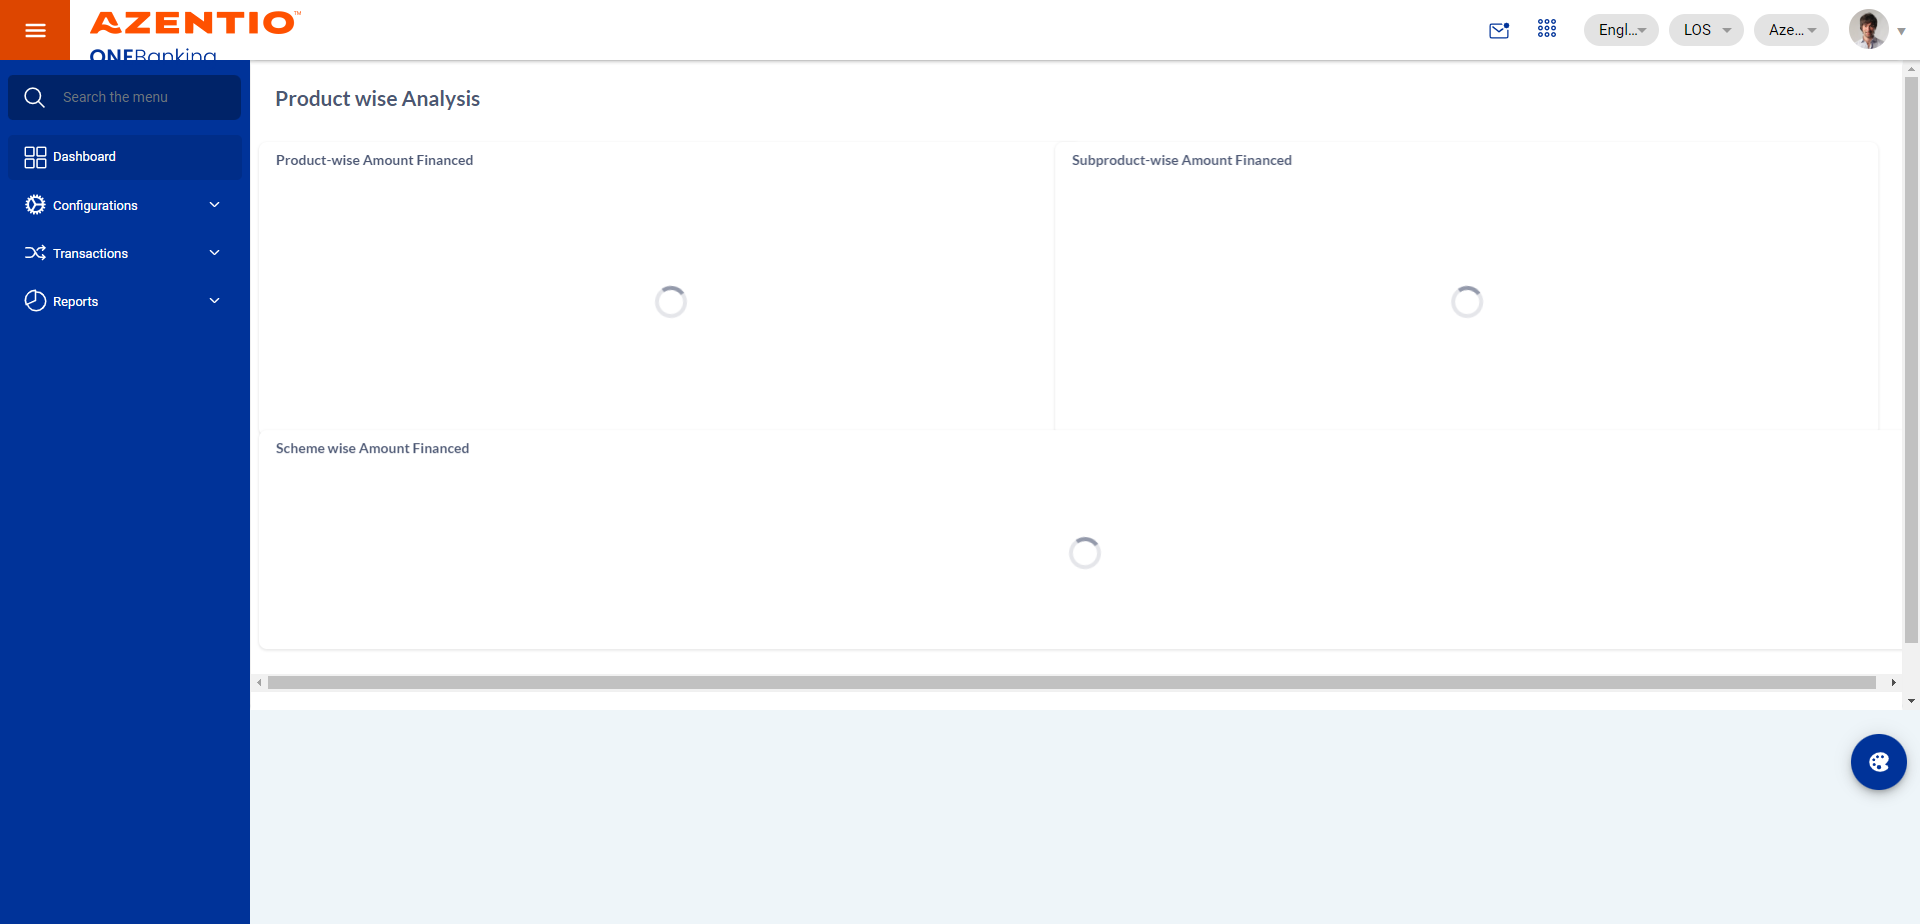 AZENTIO™
ONEBanking
Engl...
LOS
Aze...
Search the menu
Dashboard
Configurations
Transactions
Reports
Product wise Analysis
Product-wise Amount Financed
Subproduct-wise Amount Financed
Scheme wise Amount Financed